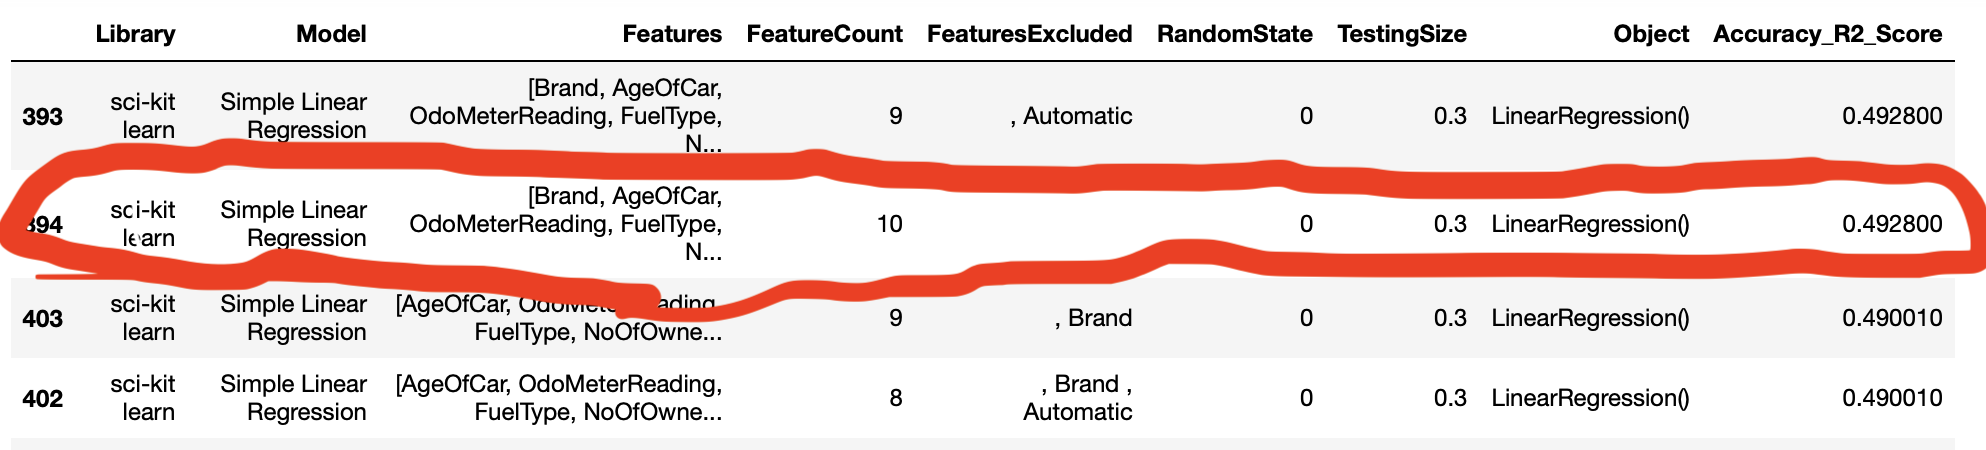 Library Model Features FeatureCount FeaturesExcluded RandomState TestingSize Object Accuracy_R2_Score
[Brand, AgeOfCar,
393 sci-kit learn Simple Linear Regression OdoMeterReading, FuelType, 9 , Automatic 0 0.3 LinearRegression() 0.492800
N...
[Brand, AgeOfCar,
394 sci-kit learn Simple Linear Regression OdoMeterReading, FuelType, 10 0 0.3 LinearRegression() 0.492800
N...
403 sci-kit learn Simple Linear Regression [AgeOfCar, OdoMeterReading, FuelType, NoOfOwne... 9 , Brand 0 0.3 LinearRegression() 0.490010
402 sci-kit learn Simple Linear Regression [AgeOfCar, OdoMeterReading, FuelType, NoOfOwne... 8 , Brand , Automatic 0 0.3 LinearRegression() 0.490010